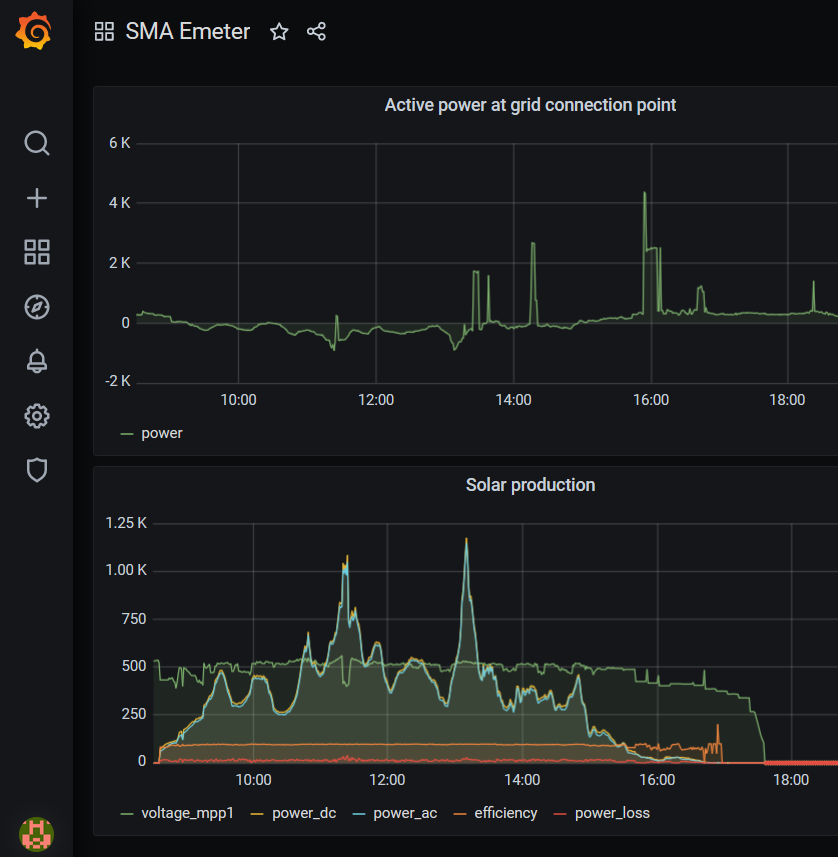 SMA Emeter
Active power at grid connection point
6 K
4 K
2 K
0
-2 K
10:00 12:00 14:00 16:00 18:00
power
Solar production
1.25 K
1.00 K
750
500
250
0
10:00 12:00 14:00 16:00 18:00
voltage_mpp1 power_dc power_ac efficiency power_loss